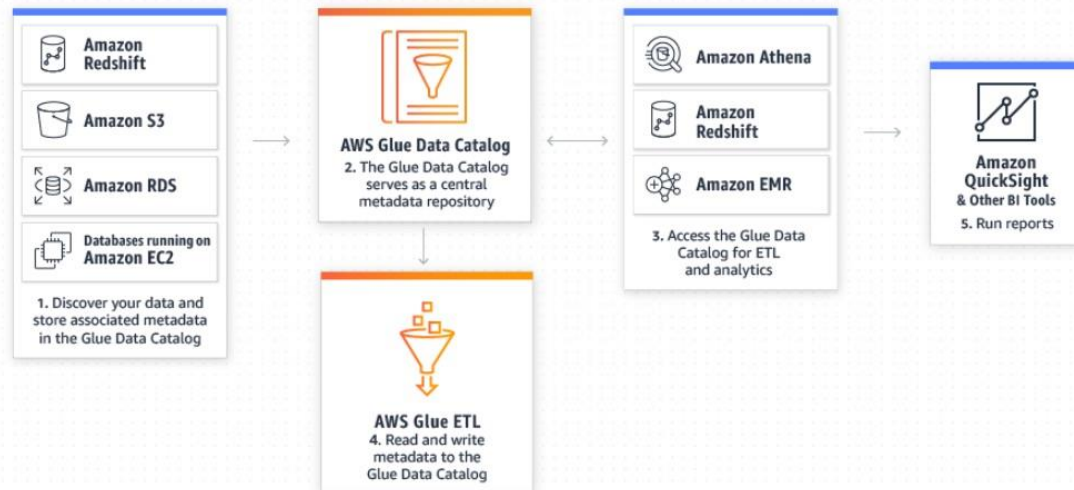 Amazon
Redshift
Amazon S3
Amazon RDS
Databases running on
Amazon EC2
1. Discover your data and
store associated metadata
in the Glue Data Catalog
AWS Glue Data Catalog
2. The Glue Data Catalog
serves as a central
metadata repository
AWS Glue ETL
4. Read and write
metadata to the
Glue Data Catalog
Amazon Athena
Amazon
Redshift
Amazon EMR
3. Access the Glue Data
Catalog for ETL
and analytics
Amazon
QuickSight
& Other BI Tools
5. Run reports